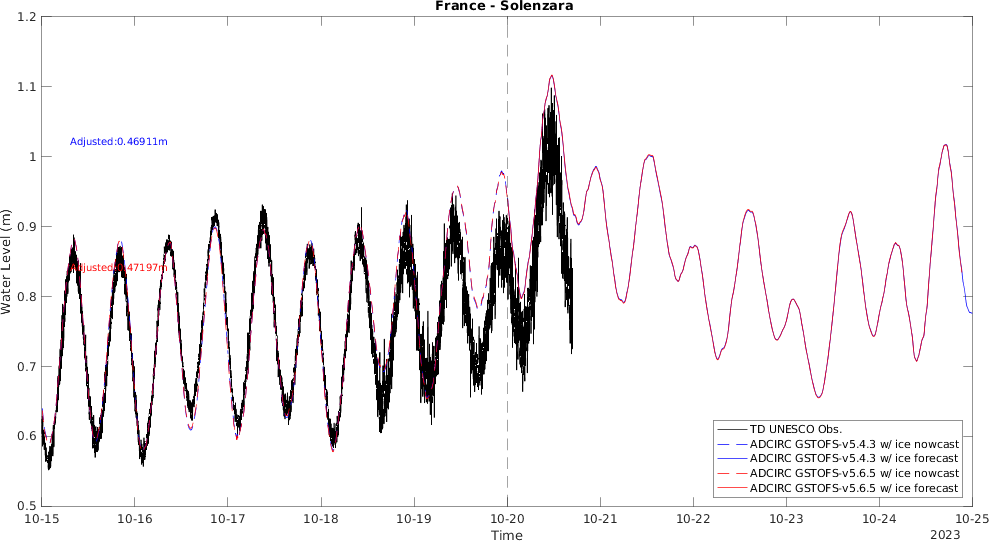 France - Solenzara
1.2
1.1
1
0.9
0.8
0.7
0.6
0.5
Water Level (m)
Adjusted:0.46911m
Adjusted:0.47197m
TD UNESCO Obs.
ADCIRC GSTOFS-v5.4.3 w/ ice nowcast
ADCIRC GSTOFS-v5.4.3 w/ ice forecast
ADCIRC GSTOFS-v5.6.5 w/ ice nowcast
ADCIRC GSTOFS-v5.6.5 w/ ice forecast
10-15 10-16 10-17 10-18 10-19 10-20 10-21 10-22 10-23 10-24 10-25
Time
2023